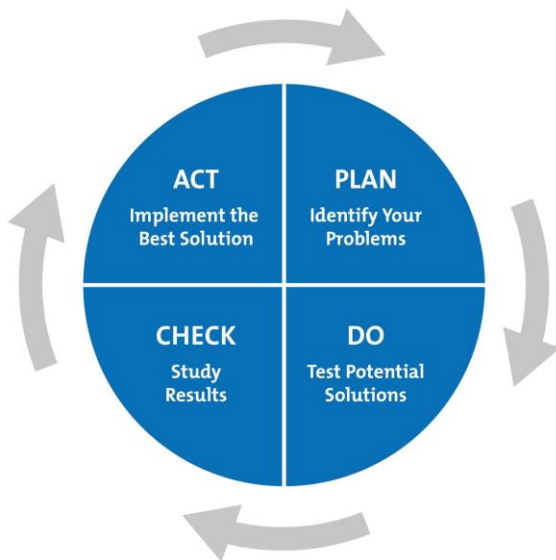 ACT
Implement the
Best Solution
PLAN
Identify Your
Problems
CHECK
Study
Results
DO
Test Potential
Solutions